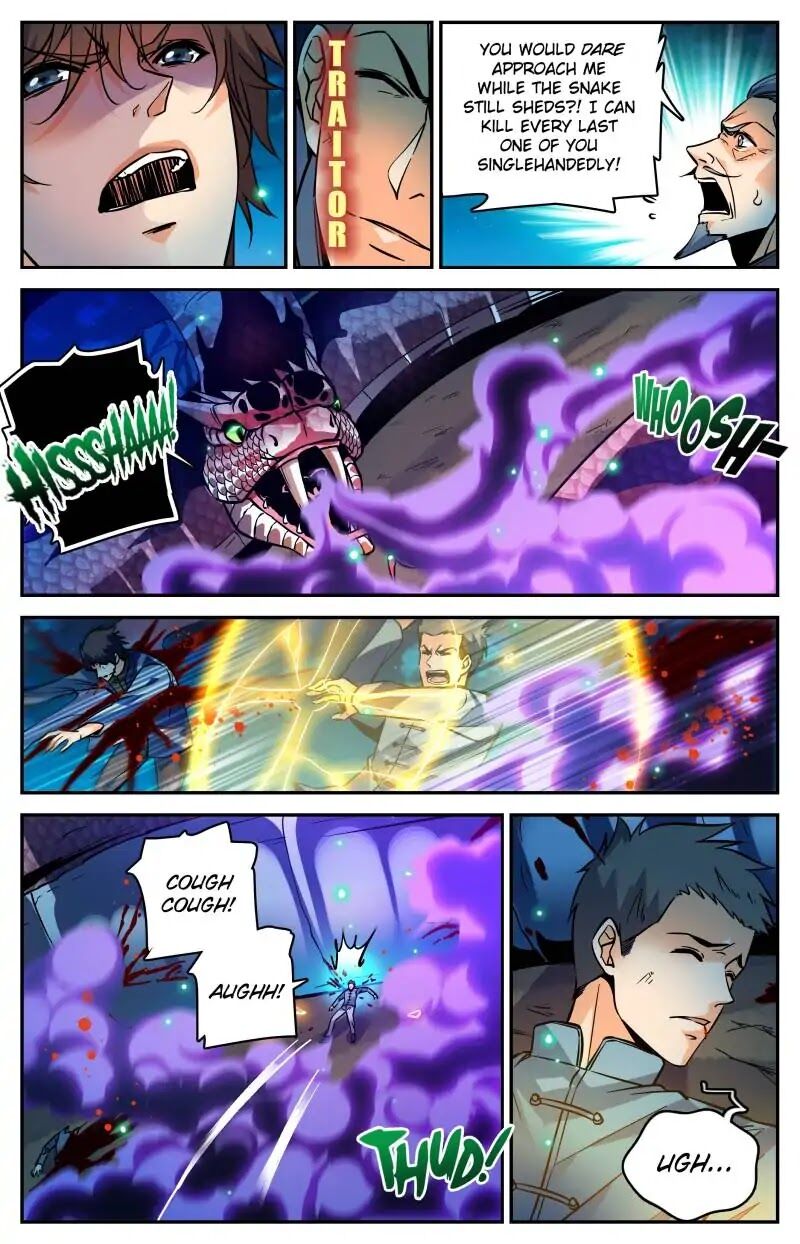 TRAITOR
YOU WOULD DARE
APPROACH ME
WHILE THE SNAKE
STILL SHEDS?! I CAN
KILL EVERY LAST
ONE OF YOU
SINGLEHANDEDLY!
HISSSHAAAA!
WHOOSH-
COUGH
COUGH!
AUGHH!
THUD!
UGH...